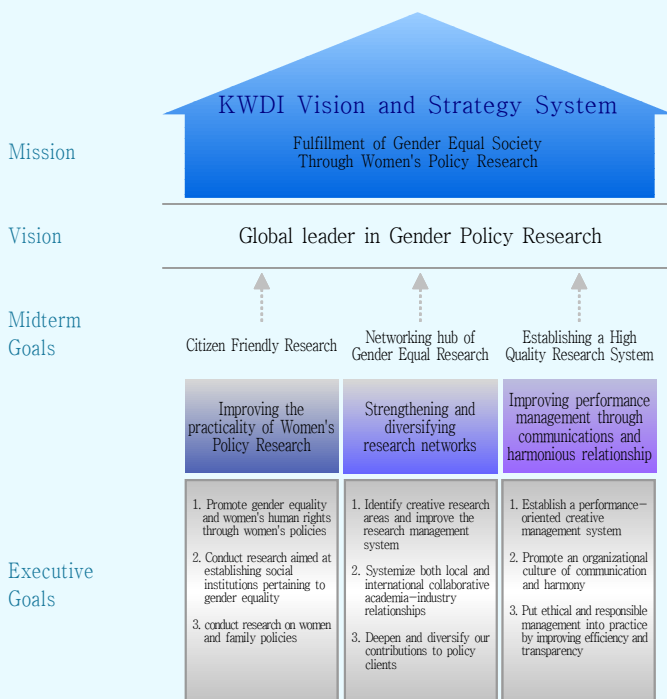 KWDI Vision and Strategy System
Mission
Fulfillment of Gender Equal Society
Through Women's Policy Research
Vision
Global leader in Gender Policy Research
Midterm
Goals
Citizen Friendly Research
Networking hub of
Gender Equal Research
Establishing a High
Quality Research System
Improving the
practicality of Women's
Policy Research
Strengthening and
diversifying
research networks
Improving performance
management through
communications and
harmonious relationship
Executive
Goals
1. Promote gender equality
and women's human rights
through women's policies
2. Conduct research aimed at
establishing social
institutions pertaining to
gender equality
3. conduct research on women
and family policies
1. Identify creative research
areas and improve the
research management
system
2. Systemize both local and
international collaborative
academia-industry
relationships
3. Deepen and diversify our
contributions to policy
clients
1. Establish a performance-
oriented creative
management system
2. Promote an organizational
culture of communication
and harmony
3. Put ethical and responsible
management into practice
by improving efficiency and
transparency